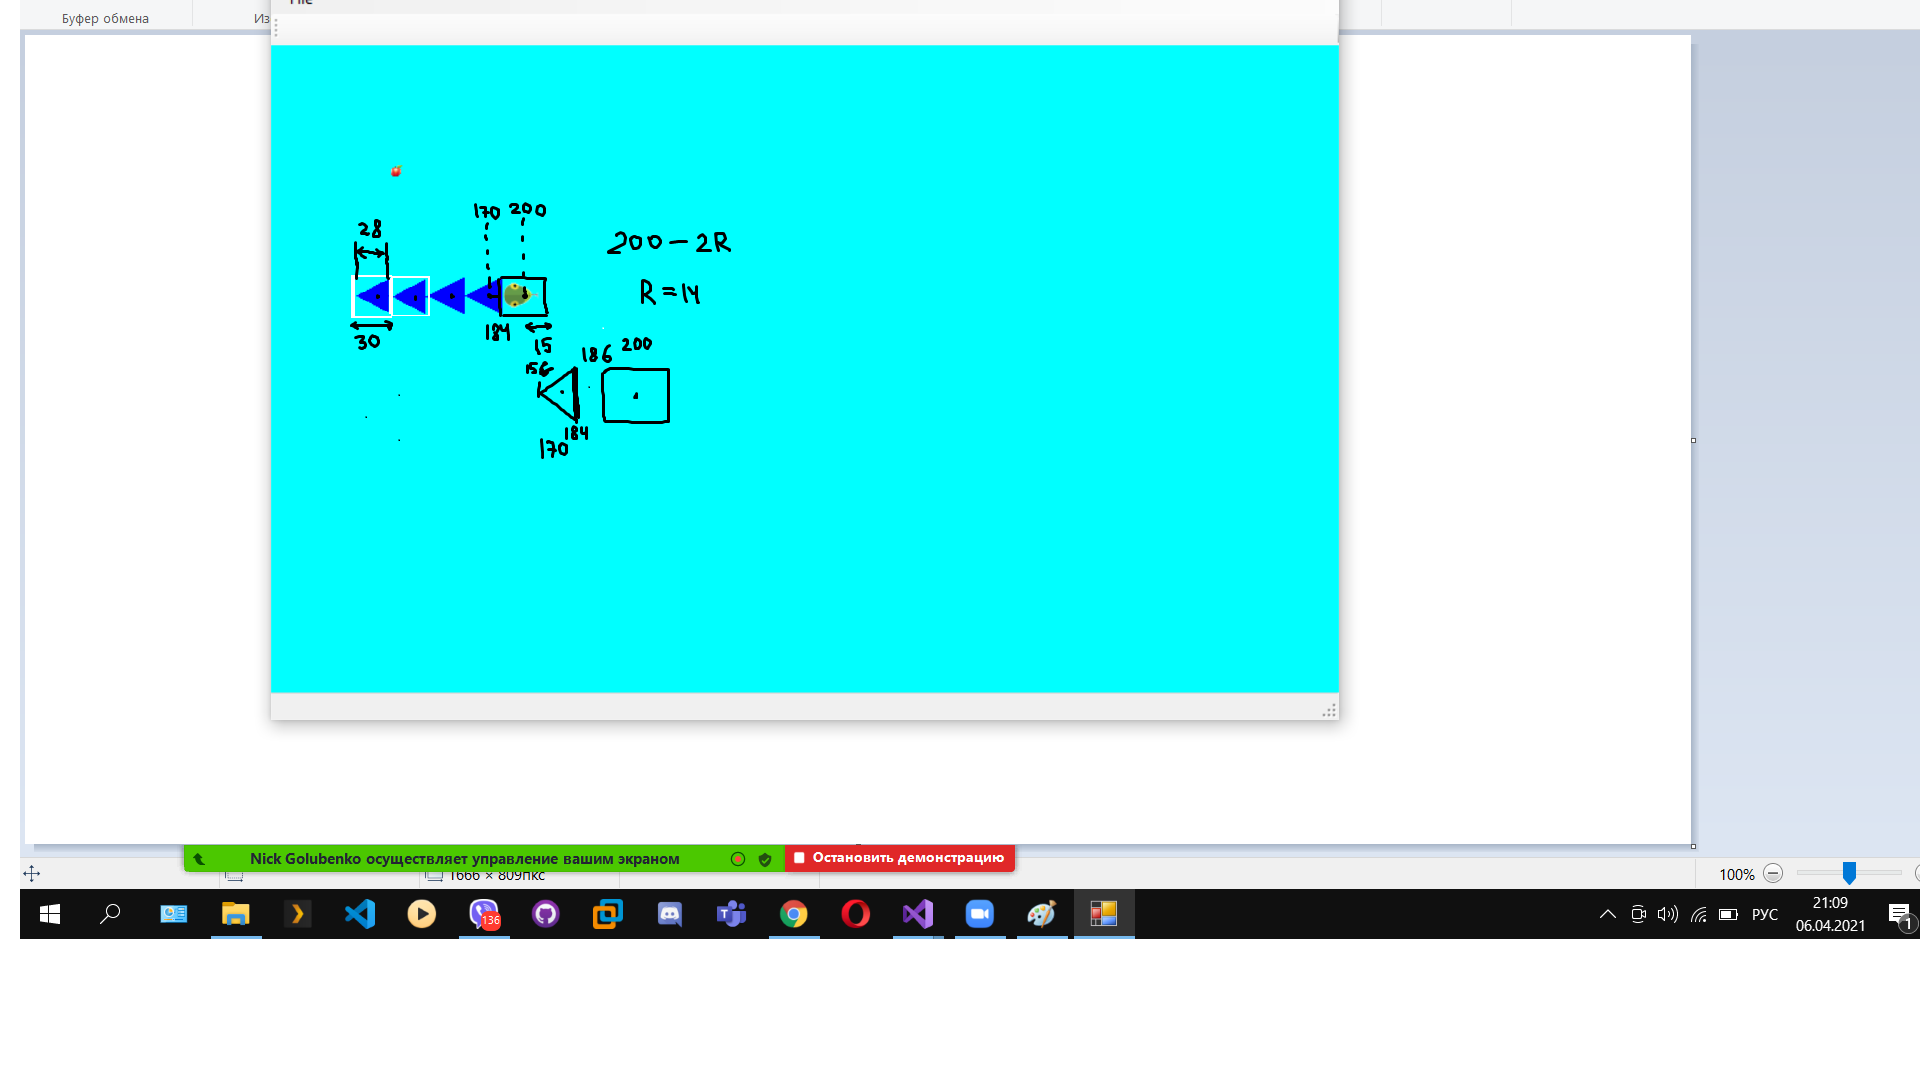 Буфер обмена
File
170 200
28
200-2R
R=14
184
30
15
186 200
156
184
170
Nick Golubenko осуществляет управление вашим экраном
Остановить демонстрацию
1666 × 809пкс
100%
136
РУС
21:09
06.04.2021
1